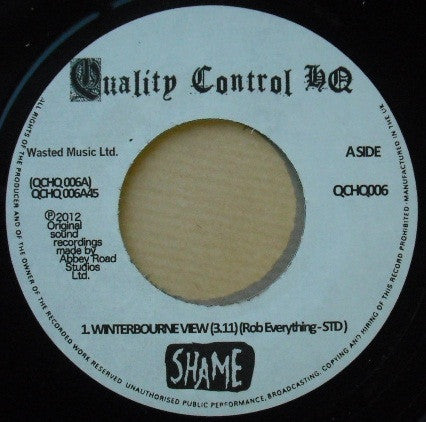 Quality Control HQ
Wasted Music Ltd.
A SIDE
(QCHQ 006A)
QCHQ 006A45
QCHQ006
℗2012
Original
sound
recordings
made by
Abbey Road
Studios
Ltd.
1. WINTERBOURNE VIEW (3.11) (Rob Everything - STD )
SHAME
ALL RIGHTS OF THE PRODUCER AND OF THE OWNER OF THE RECORDED WORK RESERVED. UNAUTHORISED PUBLIC PERFORMANCE, BROADCASTING, COPYING AND HIRING OF THIS RECORD PROHIBITED · MANUFACTURED IN THE U.K.